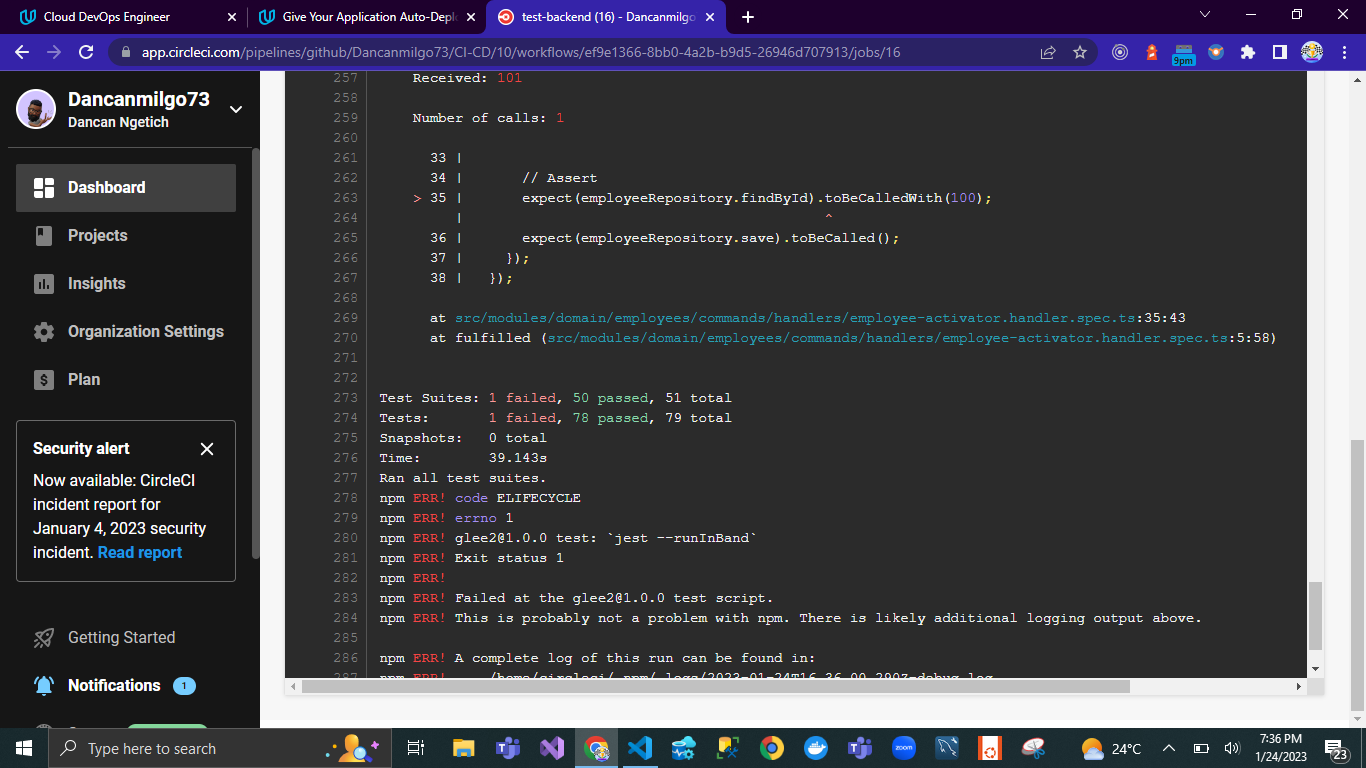 Cloud DevOps Engineer
Give Your Application Auto-Depl
test-backend (16) - Dancanmilgo
app.circleci.com/pipelines/github/Dancanmilgo73/CI-CD/10/workflows/ef9e1366-8bb0-4a2b-b9d5-26946d707913/jobs/16
9pm
Dancanmilgo73
Dancan Ngetich
Dashboard
Projects
Insights
Organization Settings
Plan
Security alert
Now available: CircleCI
incident report for
January 4, 2023 security
incident. Read report
Getting Started
Notifications 1
257 Received: 101
258
259 Number of calls: 1
260
261 33 |
262 34 | // Assert
263 > 35 | expect(employeeRepository.findById).toBeCalledWith(100);
264 | ^
265 36 | expect(employeeRepository.save).toBeCalled();
266 37 | });
267 38 | });
268
269 at src/modules/domain/employees/commands/handlers/employee-activator.handler.spec.ts:35:43
270 at fulfilled (src/modules/domain/employees/commands/handlers/employee-activator.handler.spec.ts:5:58)
271
272
273 Test Suites: 1 failed, 50 passed, 51 total
274 Tests: 1 failed, 78 passed, 79 total
275 Snapshots: 0 total
276 Time: 39.143s
277 Ran all test suites.
278 npm ERR! code ELIFECYCLE
279 npm ERR! errno 1
280 npm ERR! glee2@1.0.0 test: `jest --runInBand`
281 npm ERR! Exit status 1
282 npm ERR!
283 npm ERR! Failed at the glee2@1.0.0 test script.
284 npm ERR! This is probably not a problem with npm. There is likely additional logging output above.
285
286 npm ERR! A complete log of this run can be found in:
287 npm ERR! /home/circleci/.npm/_logs/2023-01-24T16_36_00_290Z-debug.log
Type here to search
zoom
24°C
7:36 PM
1/24/2023
23